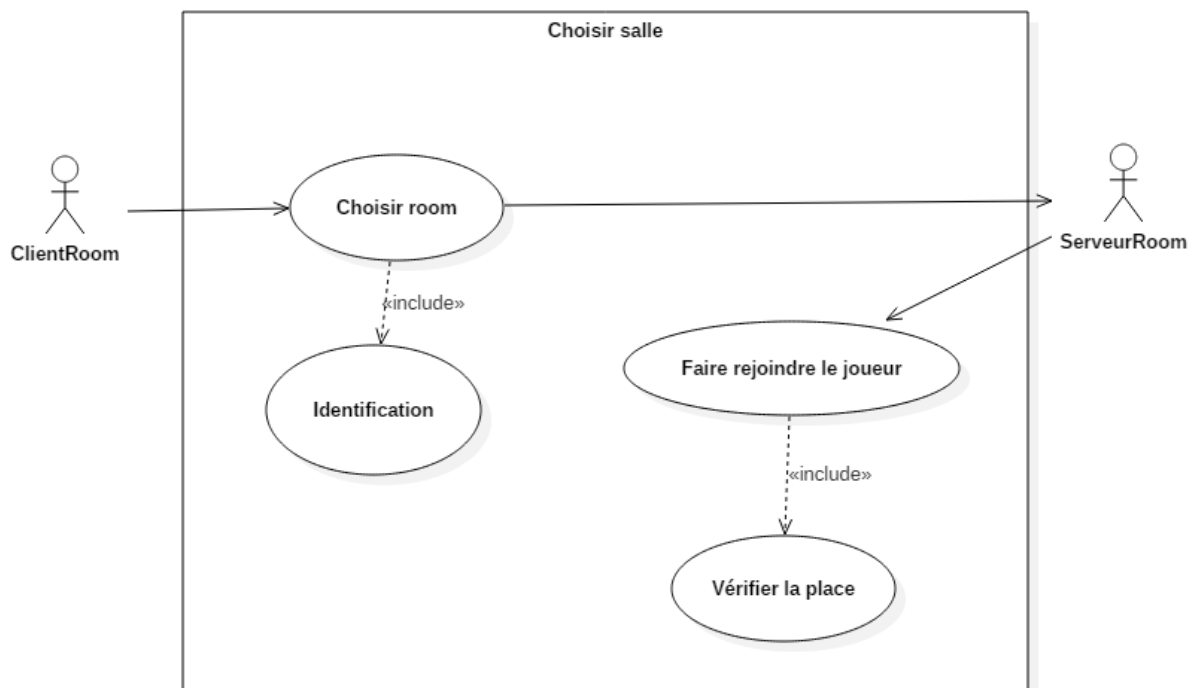 Choisir salle
ClientRoom
Choisir room
ServeurRoom
«include»
Identification
Faire rejoindre le joueur
«include»
Vérifier la place